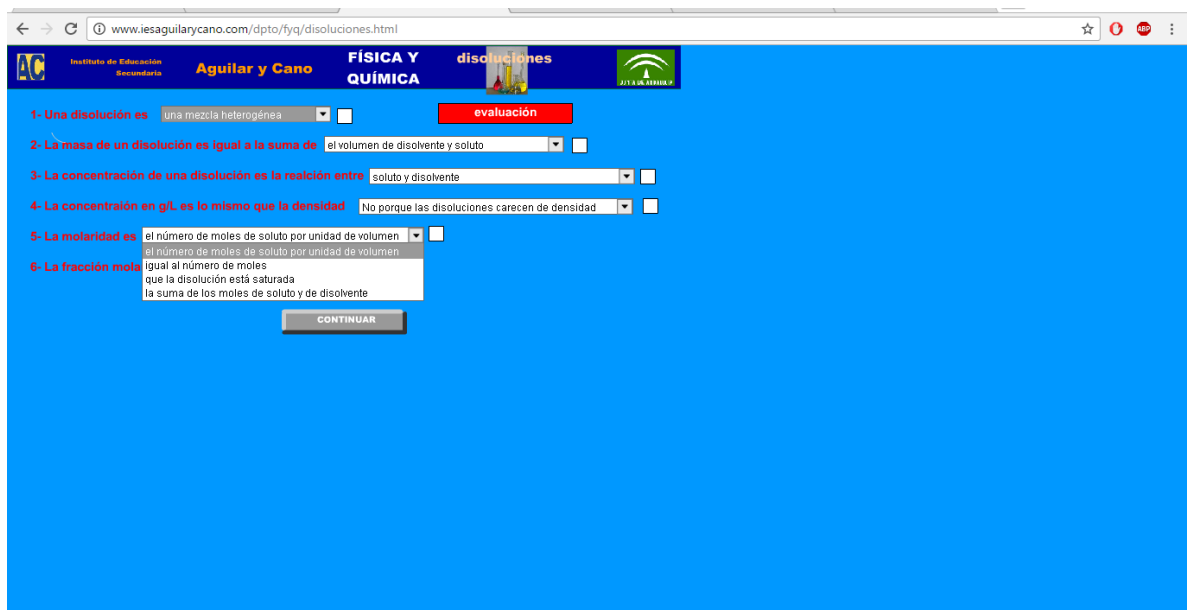 www.iesaguilarycano.com/dpto/fyq/disoluciones.html
ABP
AC
Instituto de Educación
Secundaria
Aguilar y Cano
FÍSICA Y
QUÍMICA
disoluciones
JUNTA DE ANDALUCIA
1- Una disolución es una mezcla heterogénea
evaluación
2- La masa de un disolución es igual a la suma de el volumen de disolvente y soluto
3- La concentración de una disolución es la realción entre soluto y disolvente
4- La concentraión en g/L es lo mismo que la densidad No porque las disoluciones carecen de densidad
5- La molaridad es el número de moles de soluto por unidad de volumen
el número de moles de soluto por unidad de volumen
6- La fracción mola igual al número de moles
que la disolución está saturada
la suma de los moles de soluto y de disolvente
CONTINUAR